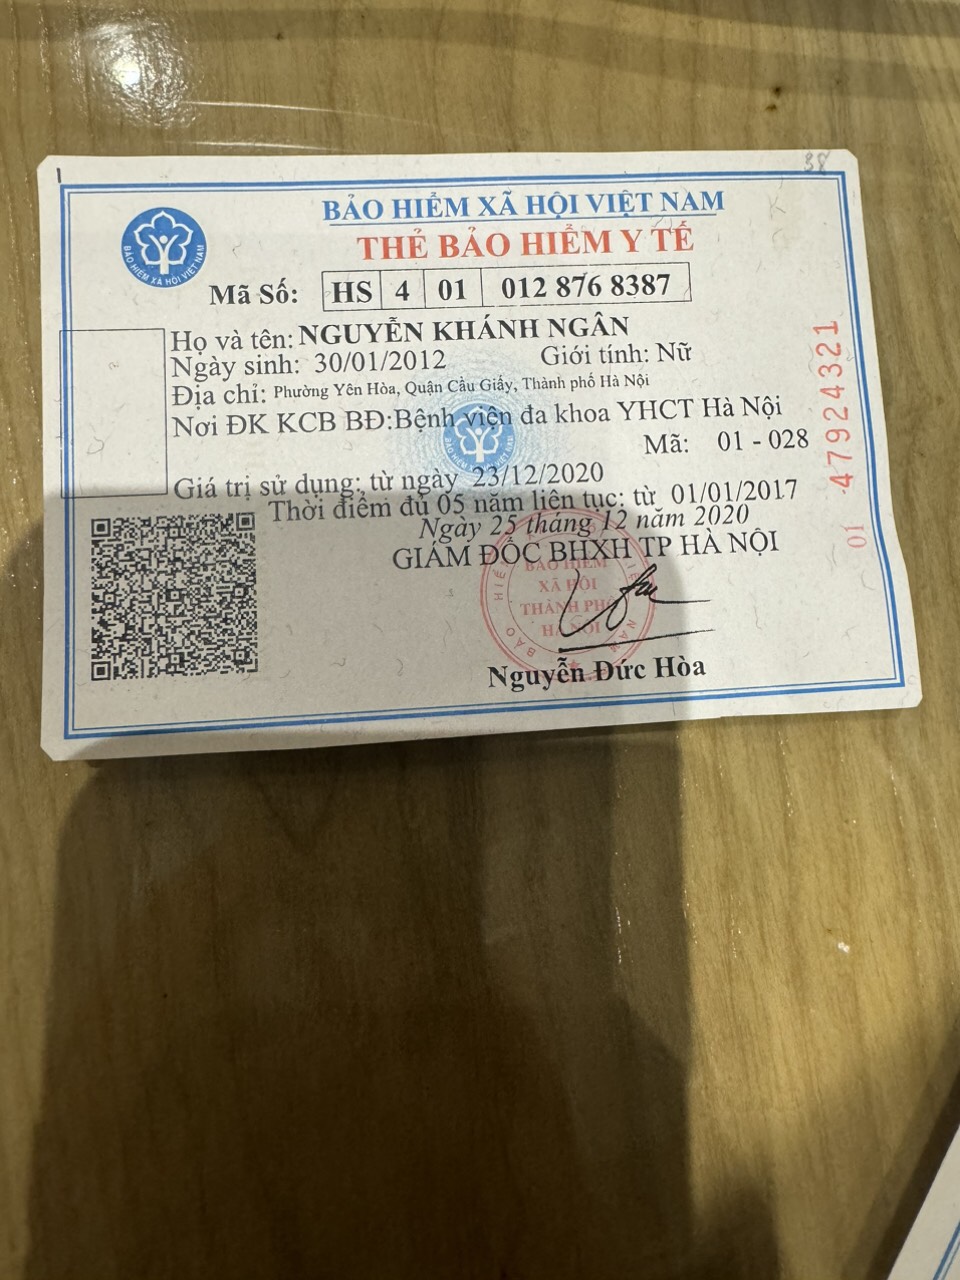 38
BẢO HIỂM XÃ HỘI VIỆT NAM
THẺ BẢO HIỂM Y TẾ
BẢO HIỂM XÃ HỘI VIỆT NAM
Mã Số: HS 4 01 012 876 8387
Họ và tên: NGUYỄN KHÁNH NGÂN
Ngày sinh: 30/01/2012 Giới tính: Nữ
Địa chỉ: Phường Yên Hòa, Quận Cầu Giấy, Thành phố Hà Nội
Nơi ĐK KCB BĐ: Bệnh viện đa khoa YHCT Hà Nội
Mã: 01 - 028
Giá trị sử dụng: từ ngày 23/12/2020
Thời điểm đủ 05 năm liên tục: từ 01/01/2017
Ngày 25 tháng 12 năm 2020
GIÁM ĐỐC BHXH TP HÀ NỘI
BẢO HIỂM
XÃ HỘI
THÀNH PHỐ
HÀ NỘI
Nguyễn Đức Hòa
01 47924321